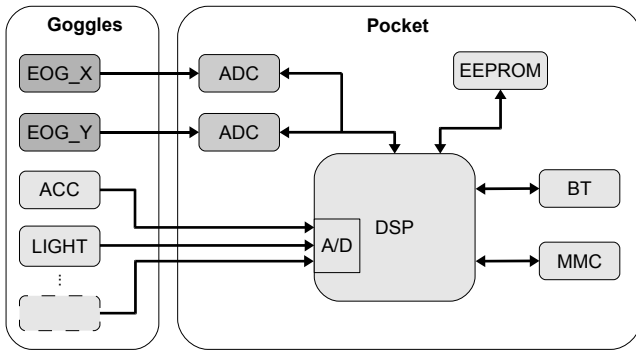 Goggles
Pocket
EOG_X
ADC
EEPROM
EOG_Y
ADC
ACC
BT
DSP
LIGHT
A/D
MMC
...